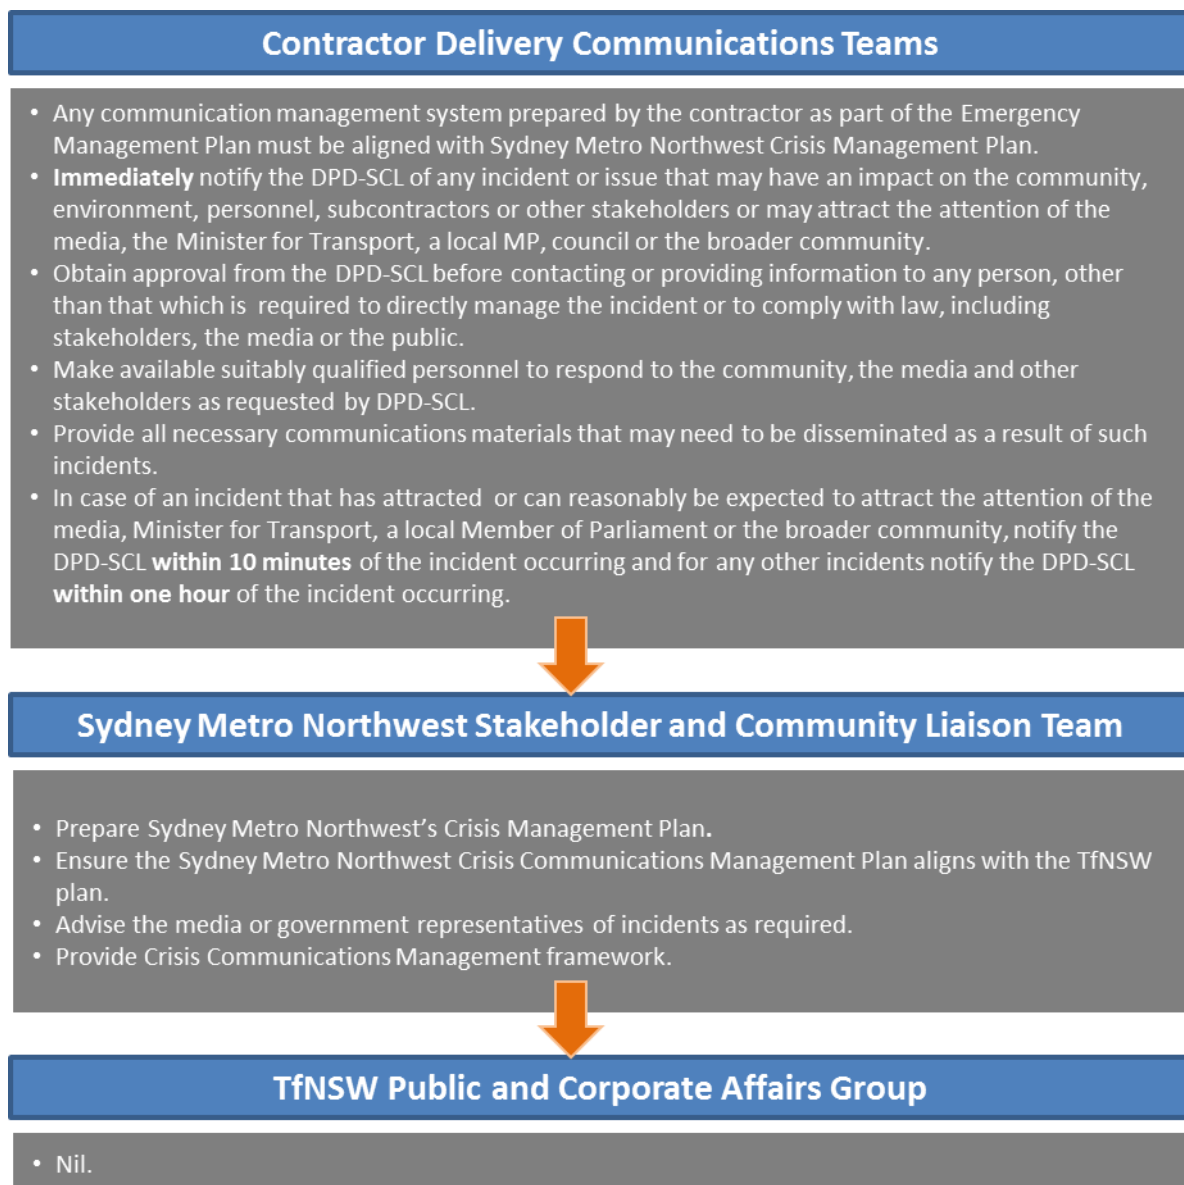 Contractor Delivery Communications Teams
• Any communication management system prepared by the contractor as part of the Emergency
Management Plan must be aligned with Sydney Metro Northwest Crisis Management Plan.
• Immediately notify the DPD-SCL of any incident or issue that may have an impact on the community,
environment, personnel, subcontractors or other stakeholders or may attract the attention of the
media, the Minister for Transport, a local MP, council or the broader community.
• Obtain approval from the DPD-SCL before contacting or providing information to any person, other
than that which is required to directly manage the incident or to comply with law, including
stakeholders, the media or the public.
• Make available suitably qualified personnel to respond to the community, the media and other
stakeholders as requested by DPD-SCL.
• Provide all necessary communications materials that may need to be disseminated as a result of such
incidents.
• In case of an incident that has attracted or can reasonably be expected to attract the attention of the
media, Minister for Transport, a local Member of Parliament or the broader community, notify the
DPD-SCL within 10 minutes of the incident occurring and for any other incidents notify the DPD-SCL
within one hour of the incident occurring.
Sydney Metro Northwest Stakeholder and Community Liaison Team
• Prepare Sydney Metro Northwest’s Crisis Management Plan.
• Ensure the Sydney Metro Northwest Crisis Communications Management Plan aligns with the TfNSW
plan.
• Advise the media or government representatives of incidents as required.
• Provide Crisis Communications Management framework.
TfNSW Public and Corporate Affairs Group
• Nil.